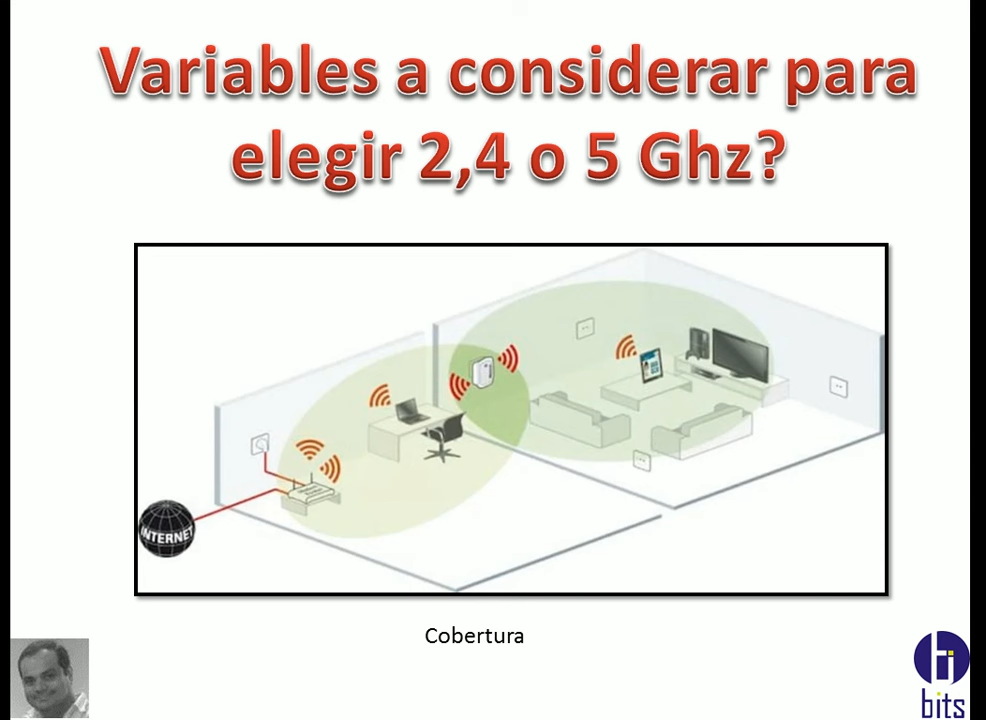 Variables a considerar para
elegir 2,4 o 5 Ghz?
INTERNET
Cobertura
bits